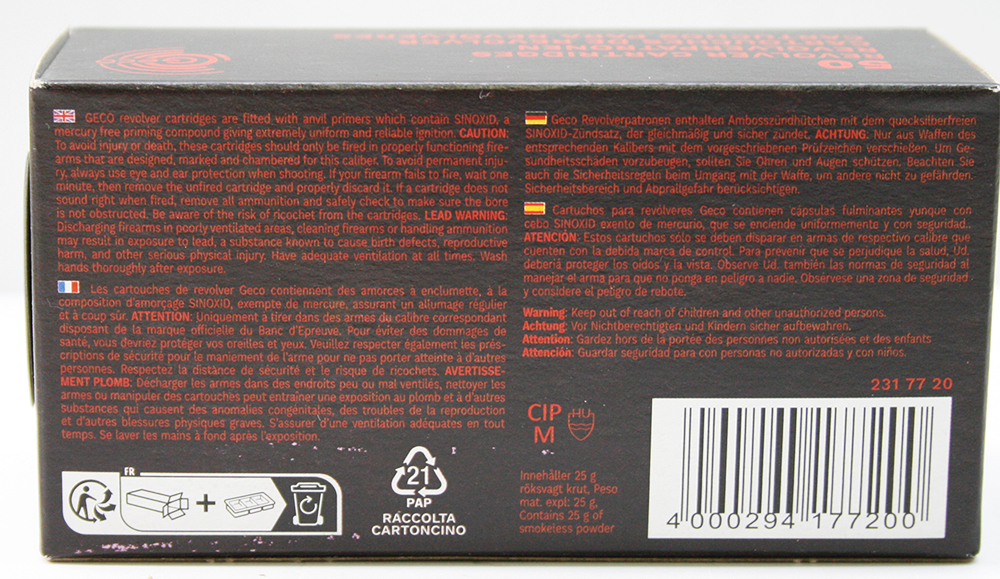 50
REVOLVER CARTRIDGES
REVOLVERPATRONEN
GECO revolver cartridges are fitted with anvil primers which contain SINOXID, a
mercury free priming compound giving extremely uniform and reliable ignition. CAUTION:
To avoid injury or death, these cartridges should only be fired in properly functioning fire-
arms that are designed, marked and chambered for this caliber. To avoid permanent inju-
ry, always use eye and ear protection when shooting. If your firearm fails to fire, wait one
minute, then remove the unfired cartridge and properly discard it. If a cartridge does not
sound right when fired, remove all ammunition and safely check to make sure the bore
is not obstructed. Be aware of the risk of ricochet from the cartridges. LEAD WARNING:
Discharging firearms in poorly ventilated areas, cleaning firearms or handling ammunition
may result in exposure to lead, a substance known to cause birth defects, reproductive
harm, and other serious physical injury. Have adequate ventilation at all times. Wash
hands thoroughly after exposure.
Les cartouches de revolver Geco contiennent des amorces à enclumette, à la
composition d'amorçage SINOXID, exempte de mercure, assurant un allumage régulier
et à coup sûr. ATTENTION: Uniquement à tirer dans des armes du calibre correspondant
disposant de la marque officielle du Banc d'Epreuve. Pour éviter des dommages de
santé, vous devriez protéger vos oreilles et yeux. Veuillez respecter également les prés-
criptions de sécurité pour le maniement de l'arme pour ne pas porter atteinte à d'autres
personnes. Respectez la distance de sécurité et le risque de ricochets. AVERTISSE-
MENT PLOMB: Décharger les armes dans des endroits peu ou mal ventilés, nettoyer les
armes ou manipuler des cartouches peut entraîner une exposition au plomb et à d'autres
substances qui causent des anomalies congénitales, des troubles de la reproduction
et d'autres blessures physiques graves. S'assurer d'une ventilation adéquates en tout
temps. Se laver les mains à fond après l'exposition.
Geco Revolverpatronen enthalten Ambosszündhütchen mit dem quecksilberfreien
SINOXID-Zündsatz, der gleichmäßig und sicher zündet. ACHTUNG: Nur aus Waffen des
entsprechenden Kalibers mit dem vorgeschriebenen Prüfzeichen verschießen. Um Ge-
sundheitsschäden vorzubeugen, sollten Sie Ohren und Augen schützen. Beachten Sie
auch die Sicherheitsregeln beim Umgang mit der Waffe, um andere nicht zu gefährden.
Sicherheitsbereich und Abprallgefahr berücksichtigen.
Cartuchos para revólveres Geco contienen cápsulas fulminantes yunque con
cebo SINOXID exento de mercurio, que se enciende uniformemente y con seguridad..
ATENCIÓN: Estos cartuchos solo se deben disparar en armas de respectivo calibre que
cuenten con la debida marca de control. Para prevenir que se perjudique la salud, Ud.
debería proteger los oídos y la vista. Observe Ud. también las normas de seguridad al
manejar el arma para que no ponga en peligro a nadie. Observese una zona de seguridad
y considere el peligro de rebote.
Warning: Keep out of reach of children and other unauthorized persons.
Achtung: Vor Nichtberechtigten und Kindern sicher aufbewahren.
Attention: Gardez hors de la portée des personnes non autorisées et des enfants
Attención: Guardar seguridad para con personas no autorizadas y con niños.
231 77 20
CIP
M
HU
Innehåller 25 g
röksvagt krut, Peso
mat. expl: 25 g,
Contains 25 g of
smokeless powder
4 000294 177200
FR
+
21
PAP
RACCOLTA
CARTONCINO